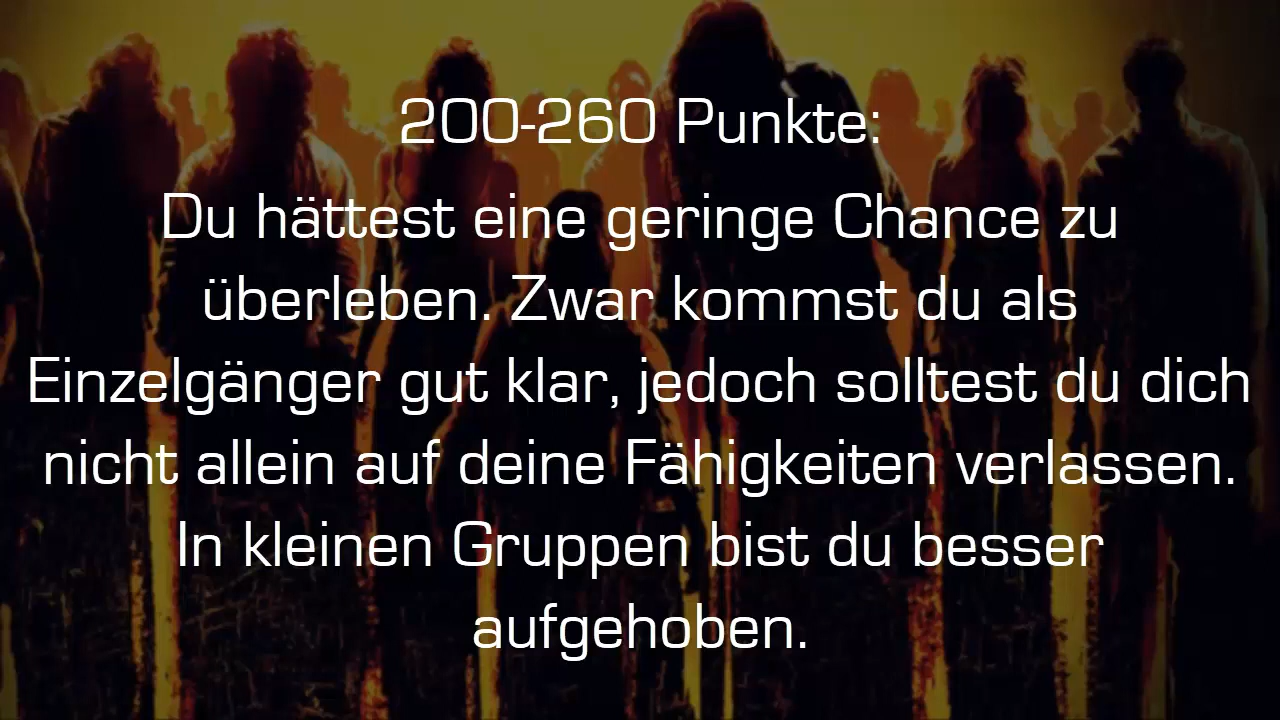 200-260 Punkte:
Du hättest eine geringe Chance zu
überleben. Zwar kommst du als
Einzelgänger gut klar, jedoch solltest du dich
nicht allein auf deine Fähigkeiten verlassen.
In kleinen Gruppen bist du besser
aufgehoben.